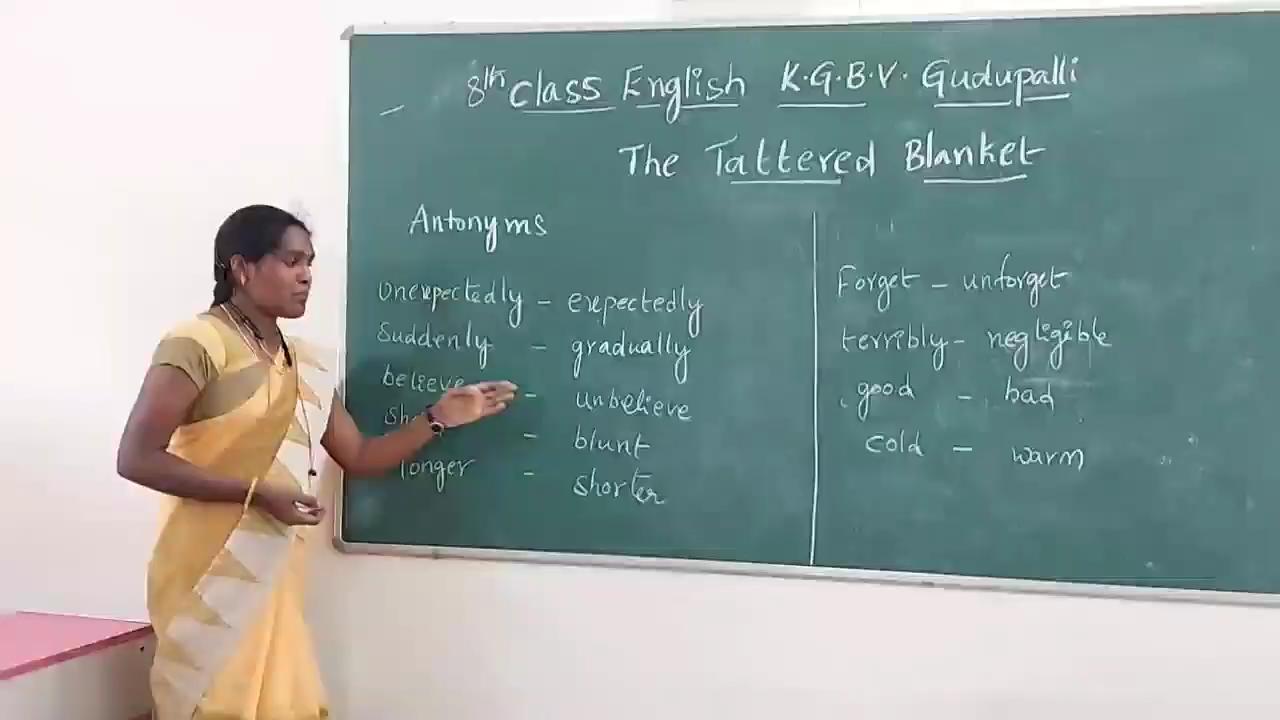 8th class English K.G.B.V. Gudupalli
The Tattered Blanket
Antonyms
Unexpectedly - expectedly
Suddenly - gradually
believe - unbelieve
- blunt
longer - shorter
Forget - unforget
terribly - negligible
good - bad
cold - warm